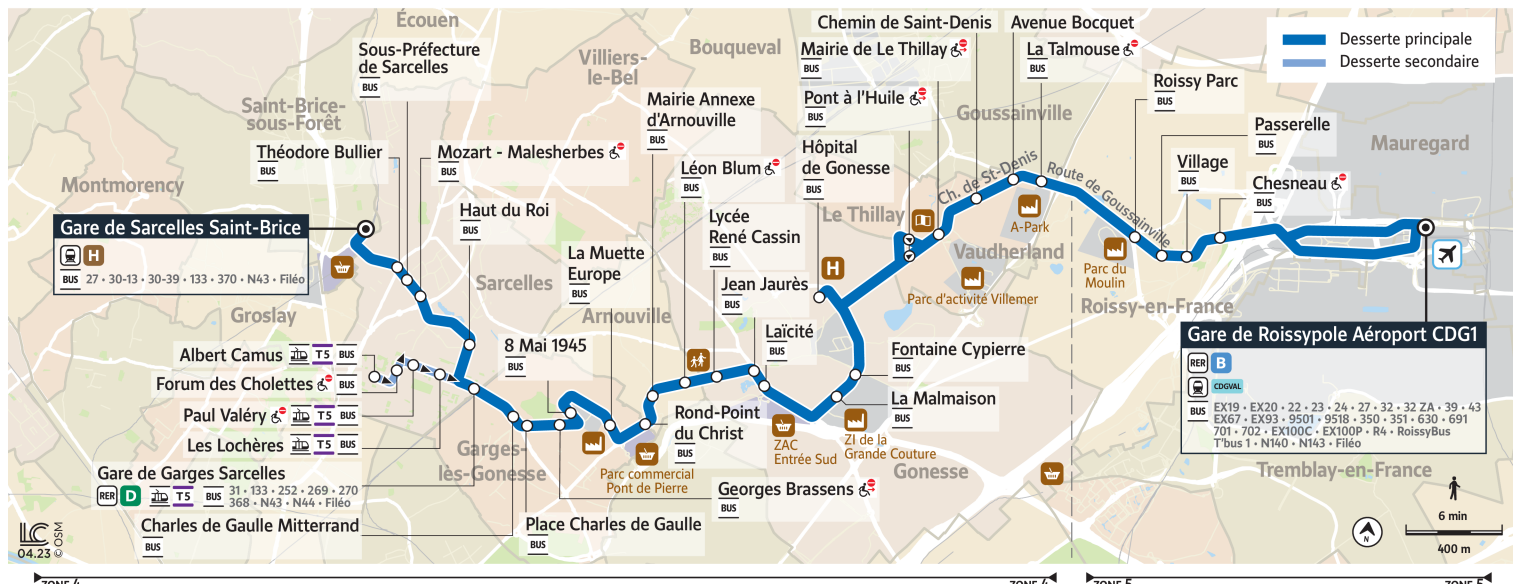 Écouen
Villiers-
le-Bel
Bouqueval
Chemin de Saint-Denis
Avenue Bocquet
Desserte principale
Desserte secondaire
Sous-Préfecture
de Sarcelles
BUS
Mairie de Le Thillay
BUS
La Talmouse
BUS
Roissy Parc
BUS
Saint-Brice-
sous-Forêt
Mairie Annexe
d'Arnouville
BUS
Pont à l'Huile
BUS
Goussainville
Passerelle
BUS
Mauregard
Théodore Bullier
BUS
Mozart - Malesherbes
BUS
Léon Blum
BUS
Hôpital
de Gonesse
BUS
Ch. de St-Denis
Route de Goussainville
Village
BUS
Chesneau
BUS
Montmorency
Haut du Roi
BUS
Lycée
René Cassin
BUS
Le Thillay
A-Park
Gare de Sarcelles Saint-Brice
H
BUS 27 • 30-13 • 30-39 • 133 • 370 • N43 • Filéo
La Muette
Europe
BUS
Vaudherland
Parc du
Moulin
Sarcelles
H
Jean Jaurès
BUS
Parc d'activité Villemer
Roissy-en-France
Groslay
Arnouville
Laïcité
BUS
Gare de Roissypole Aéroport CDG1
RER B
CDGVAL
BUS
EX19 • EX20 • 22 • 23 • 24 • 27 • 32 • 32 ZA • 39 • 43
EX67 • EX93 • 9501 • 9518 • 350 • 351 • 630 • 691
701 • 702 • EX100C • EX100P • R4 • RoissyBus
T'bus 1 • N140 • N143 • Filéo
Albert Camus T5 BUS
8 Mai 1945
BUS
Fontaine Cypierre
BUS
Forum des Cholettes BUS
La Malmaison
BUS
Paul Valéry T5 BUS
Rond-Point
du Christ
BUS
Les Lochères T5 BUS
Garges-
lès-Gonesse
ZAC
Entrée Sud
ZI de la
Grande Couture
Gonesse
Tremblay-en-France
Gare de Garges Sarcelles
RER D T5 BUS 31 • 133 • 252 • 269 • 270
368 • N43 • N44 • Filéo
Parc commercial
Pont de Pierre
Georges Brassens
BUS
Charles de Gaulle Mitterrand
BUS
Place Charles de Gaulle
BUS
LC
04.23 © OSM
N
6 min
400 m
ZONE 4
ZONE 4
ZONE 5
ZONE 5